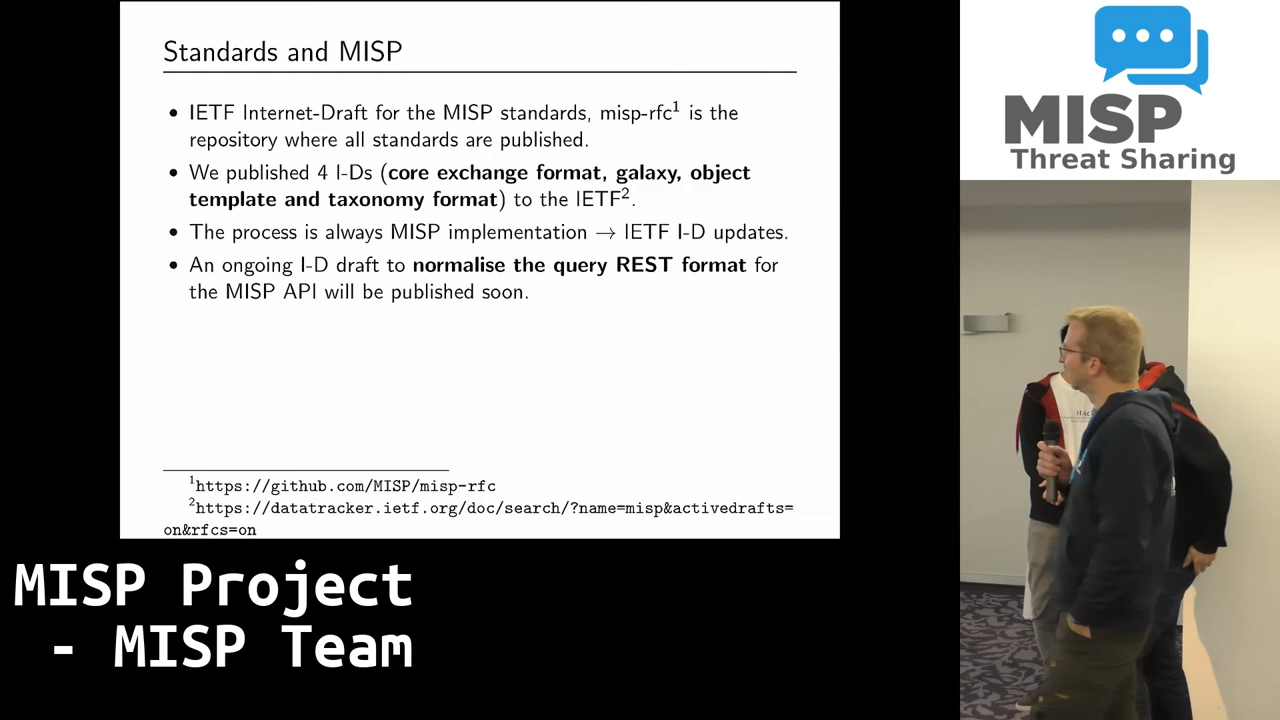 Standards and MISP
• IETF Internet-Draft for the MISP standards, misp-rfc¹ is the
repository where all standards are published.
• We published 4 I-Ds (core exchange format, galaxy, object
template and taxonomy format) to the IETF².
• The process is always MISP implementation → IETF I-D updates.
• An ongoing I-D draft to normalise the query REST format for
the MISP API will be published soon.
¹https://github.com/MISP/misp-rfc
²https://datatracker.ietf.org/doc/search/?name=misp&activedrafts=
on&rfcs=on
MISP
Threat Sharing
MISP Project
- MISP Team